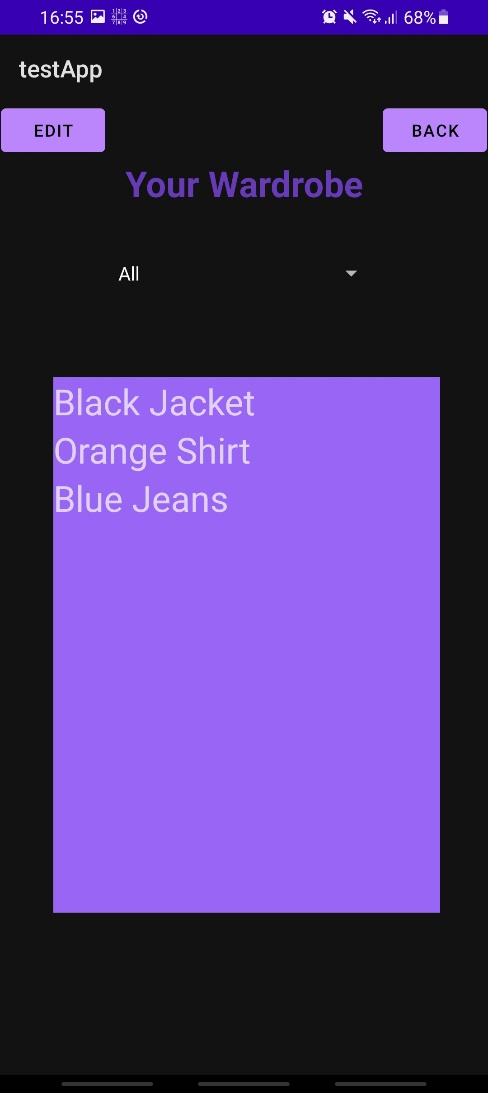 16:55 68%
testApp
EDIT BACK
Your Wardrobe
All
Black Jacket
Orange Shirt
Blue Jeans